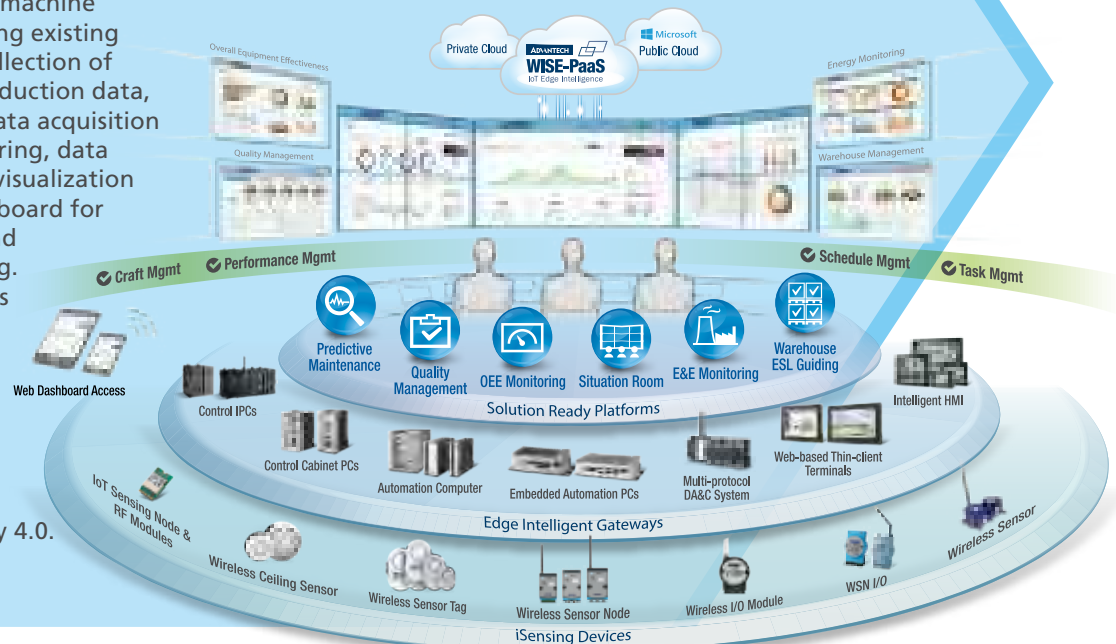 machine
ng existing
llection of
duction data,
ata acquisition
ring, data
visualization
board for
d
g.
s
y 4.0.
Private Cloud
ADVANTECH
WISE-PaaS
IoT Edge Intelligence
Microsoft
Public Cloud
Overall Equipment Effectiveness
Energy Monitoring
Quality Management
Warehouse Management
Craft Mgmt
Performance Mgmt
Schedule Mgmt
Task Mgmt
Web Dashboard Access
Predictive
Maintenance
Quality
Management
OEE Monitoring
Situation Room
E&E Monitoring
Warehouse
ESL Guiding
Solution Ready Platforms
Control IPCs
Control Cabinet PCs
Automation Computer
Embedded Automation PCs
Multi-protocol
DA&C System
Web-based Thin-client
Terminals
Intelligent HMI
Edge Intelligent Gateways
IoT Sensing Node &
RF Modules
Wireless Ceiling Sensor
Wireless Sensor Tag
Wireless Sensor Node
Wireless I/O Module
WSN I/O
Wireless Sensor
iSensing Devices